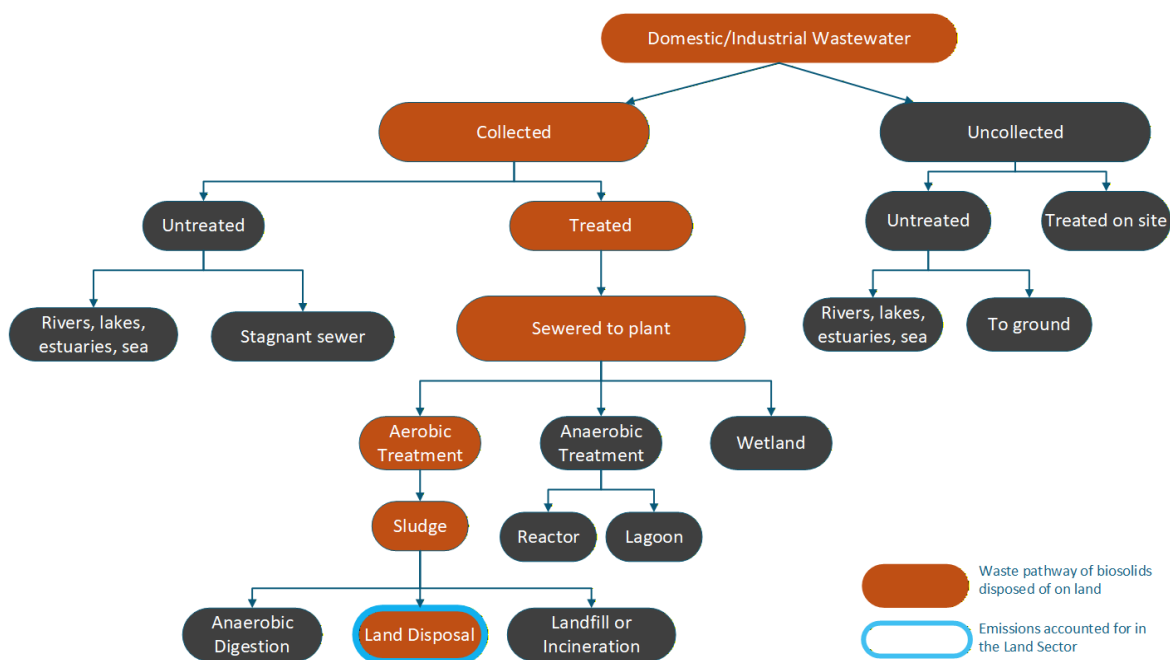 Domestic/Industrial Wastewater
Collected
Uncollected
Untreated
Treated
Untreated
Treated on site
Rivers, lakes,
estuaries, sea
Stagnant sewer
Sewered to plant
Rivers, lakes,
estuaries, sea
To ground
Aerobic
Treatment
Anaerobic
Treatment
Wetland
Sludge
Reactor
Lagoon
Anaerobic
Digestion
Land Disposal
Landfill or
Incineration
Waste pathway of biosolids
disposed of on land
Emissions accounted for in
the Land Sector